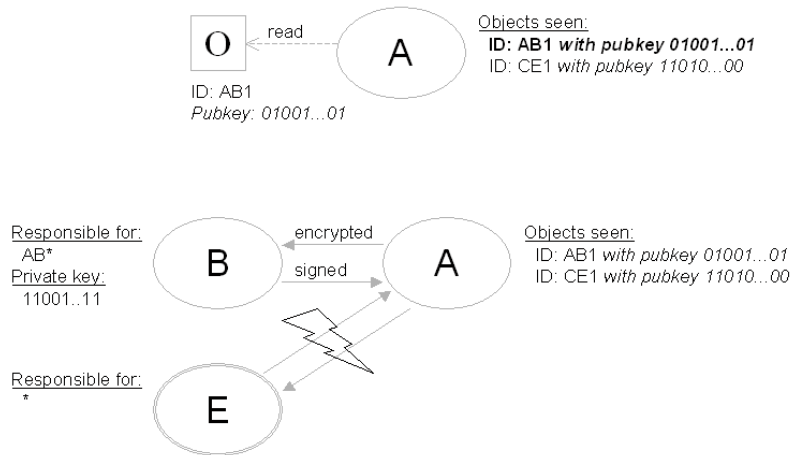 O
read
A
Objects seen:
ID: AB1 with pubkey 01001...01
ID: CE1 with pubkey 11010...00
ID: AB1
Pubkey: 01001...01
Responsible for:
AB*
Private key:
11001..11
B
encrypted
signed
A
Objects seen:
ID: AB1 with pubkey 01001...01
ID: CE1 with pubkey 11010...00
Responsible for:
*
E